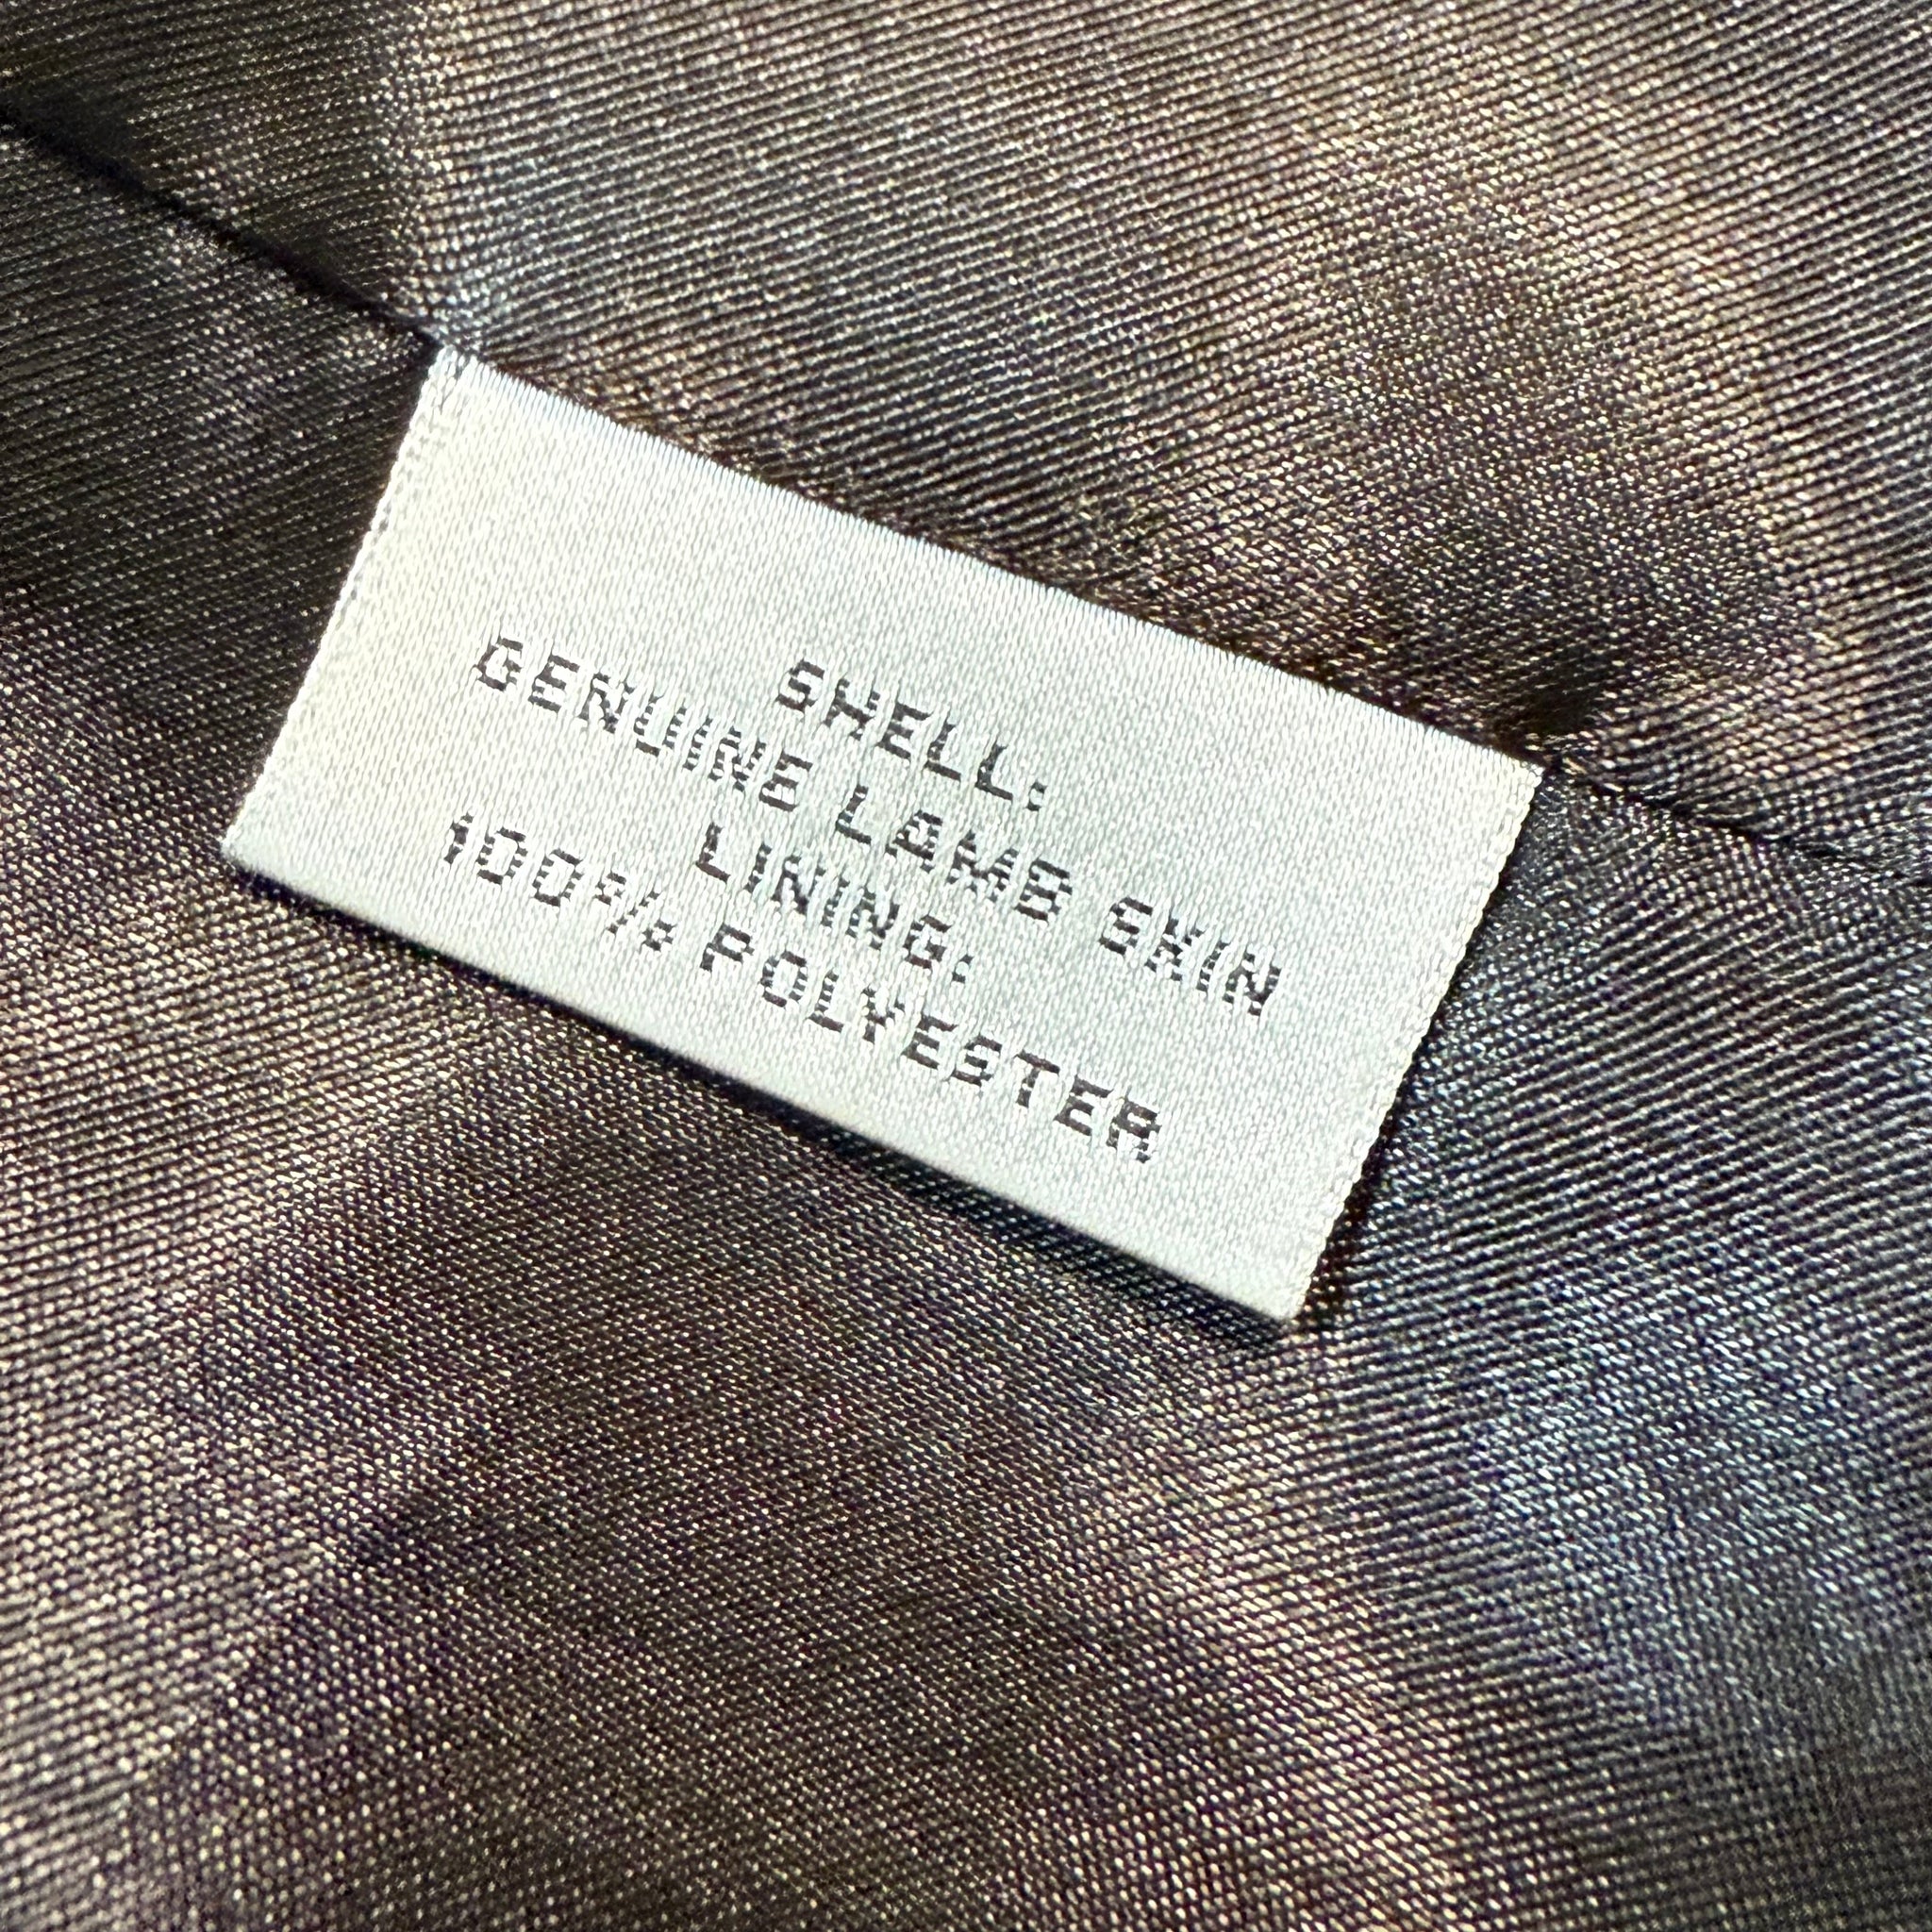 SHELL:
GENUINE LAMB SKIN
LINING:
100% POLYESTER